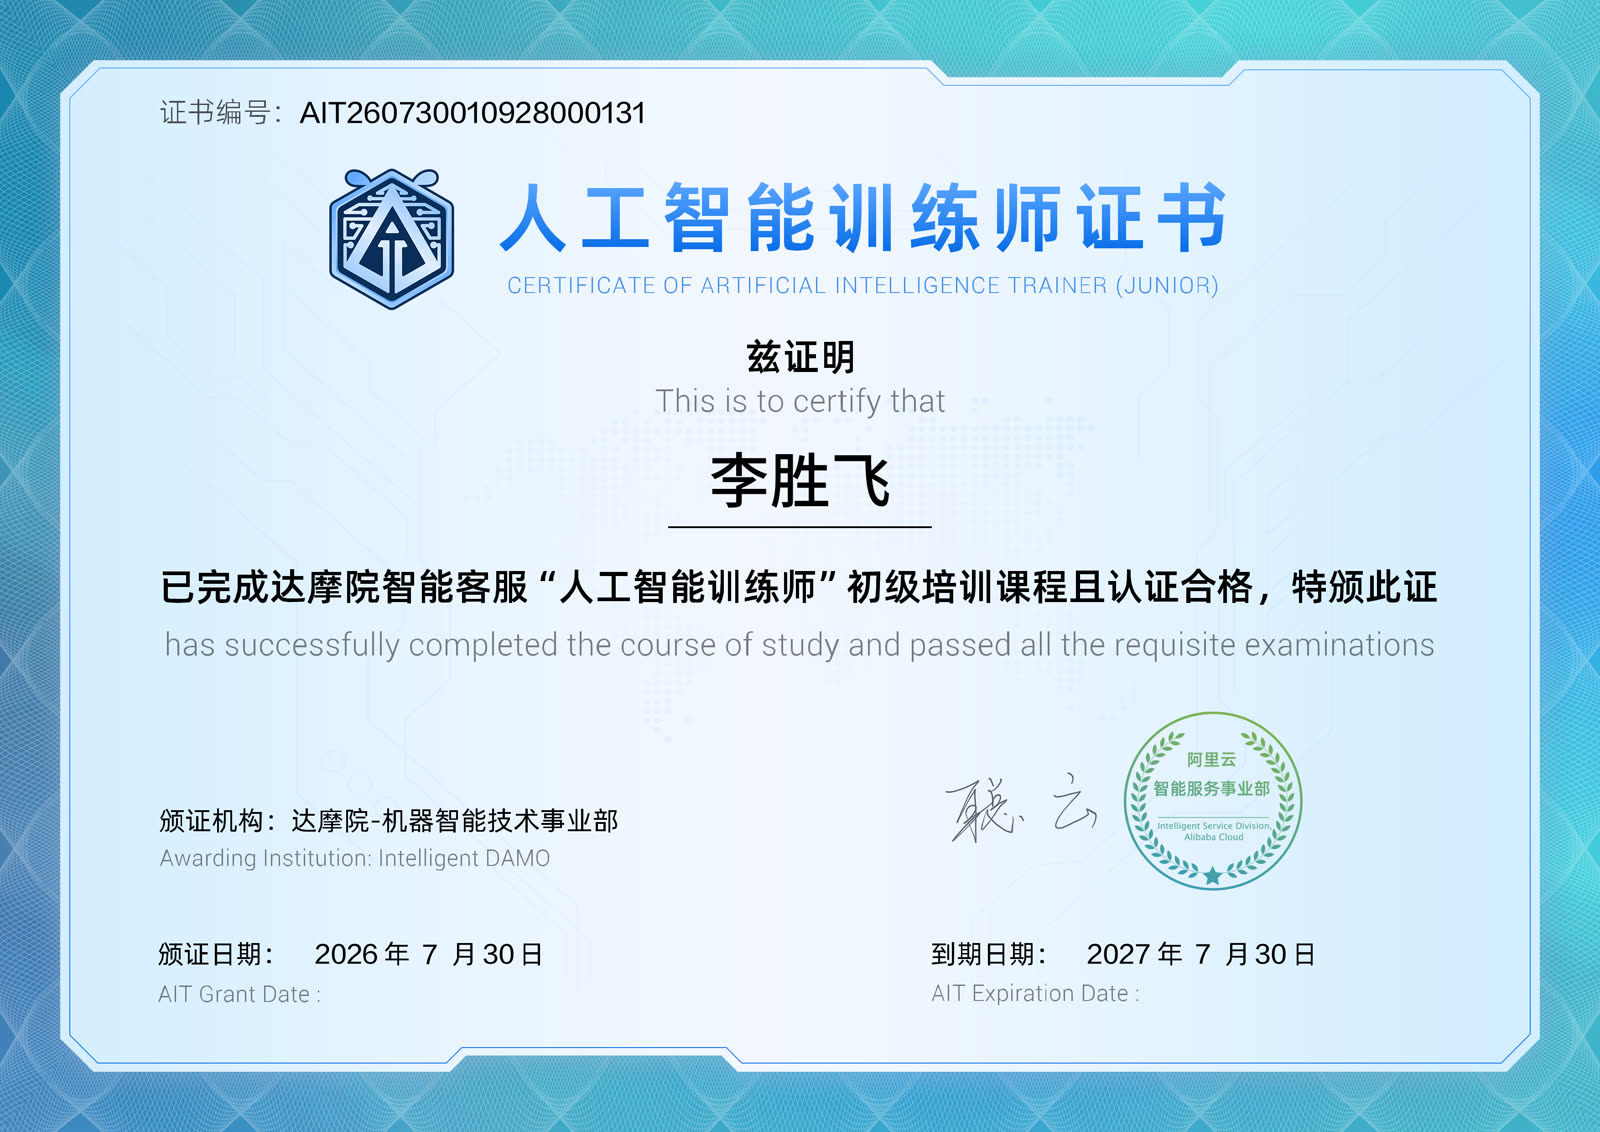 证书编号：AIT260730010928000131
人工智能训练师证书
CERTIFICATE OF ARTIFICIAL INTELLIGENCE TRAINER (JUNIOR)
兹证明
This is to certify that
李胜飞
已完成达摩院智能客服“人工智能训练师”初级培训课程且认证合格，特颁此证
has successfully completed the course of study and passed all the requisite examinations
聪云
阿里云
智能服务事业部
Intelligent Service Division,
Alibaba Cloud
颁证机构：达摩院-机器智能技术事业部
Awarding Institution: Intelligent DAMO
颁证日期： 2026 年 7 月 30 日
AIT Grant Date :
到期日期： 2027 年 7 月 30 日
AIT Expiration Date :